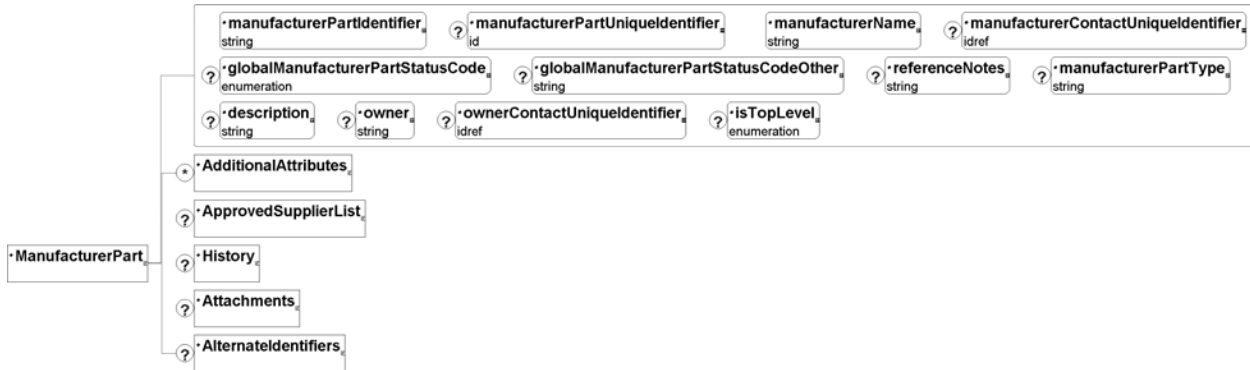 manufacturerPartIdentifier ? manufacturerPartUniqueIdentifier manufacturerName ? manufacturerContactUniqueIdentifier
string id string idref
? globalManufacturerPartStatusCode ? globalManufacturerPartStatusCodeOther ? referenceNotes ? manufacturerPartType
enumeration string string string
? description ? owner ? ownerContactUniqueIdentifier ? isTopLevel
string string idref enumeration
* AdditionalAttributes
? ApprovedSupplierList
ManufacturerPart ? History
? Attachments
? AlternateIdentifiers